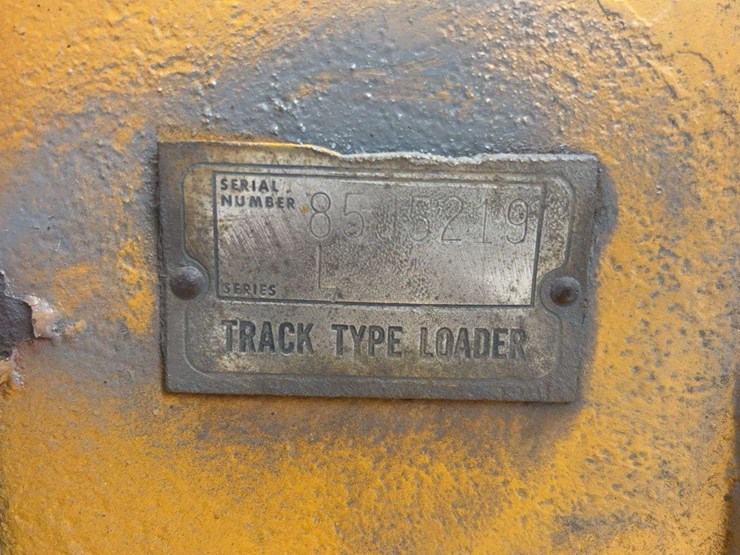 SERIAL
NUMBER 85J5219
SERIES L
TRACK TYPE LOADER